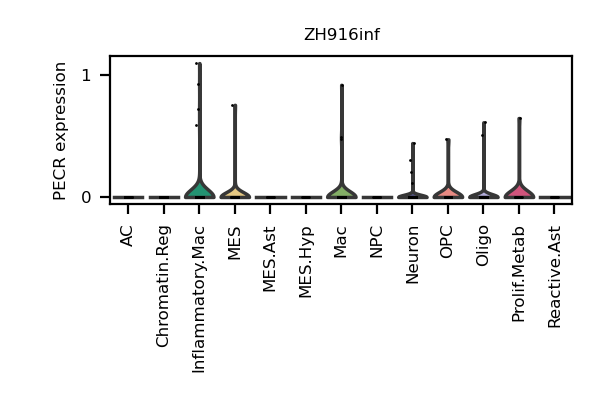 ZH916inf
PECR expression
1
0
AC
Chromatin.Reg
Inflammatory.Mac
MES
MES.Ast
MES.Hyp
Mac
NPC
Neuron
OPC
Oligo
Prolif.Metab
Reactive.Ast